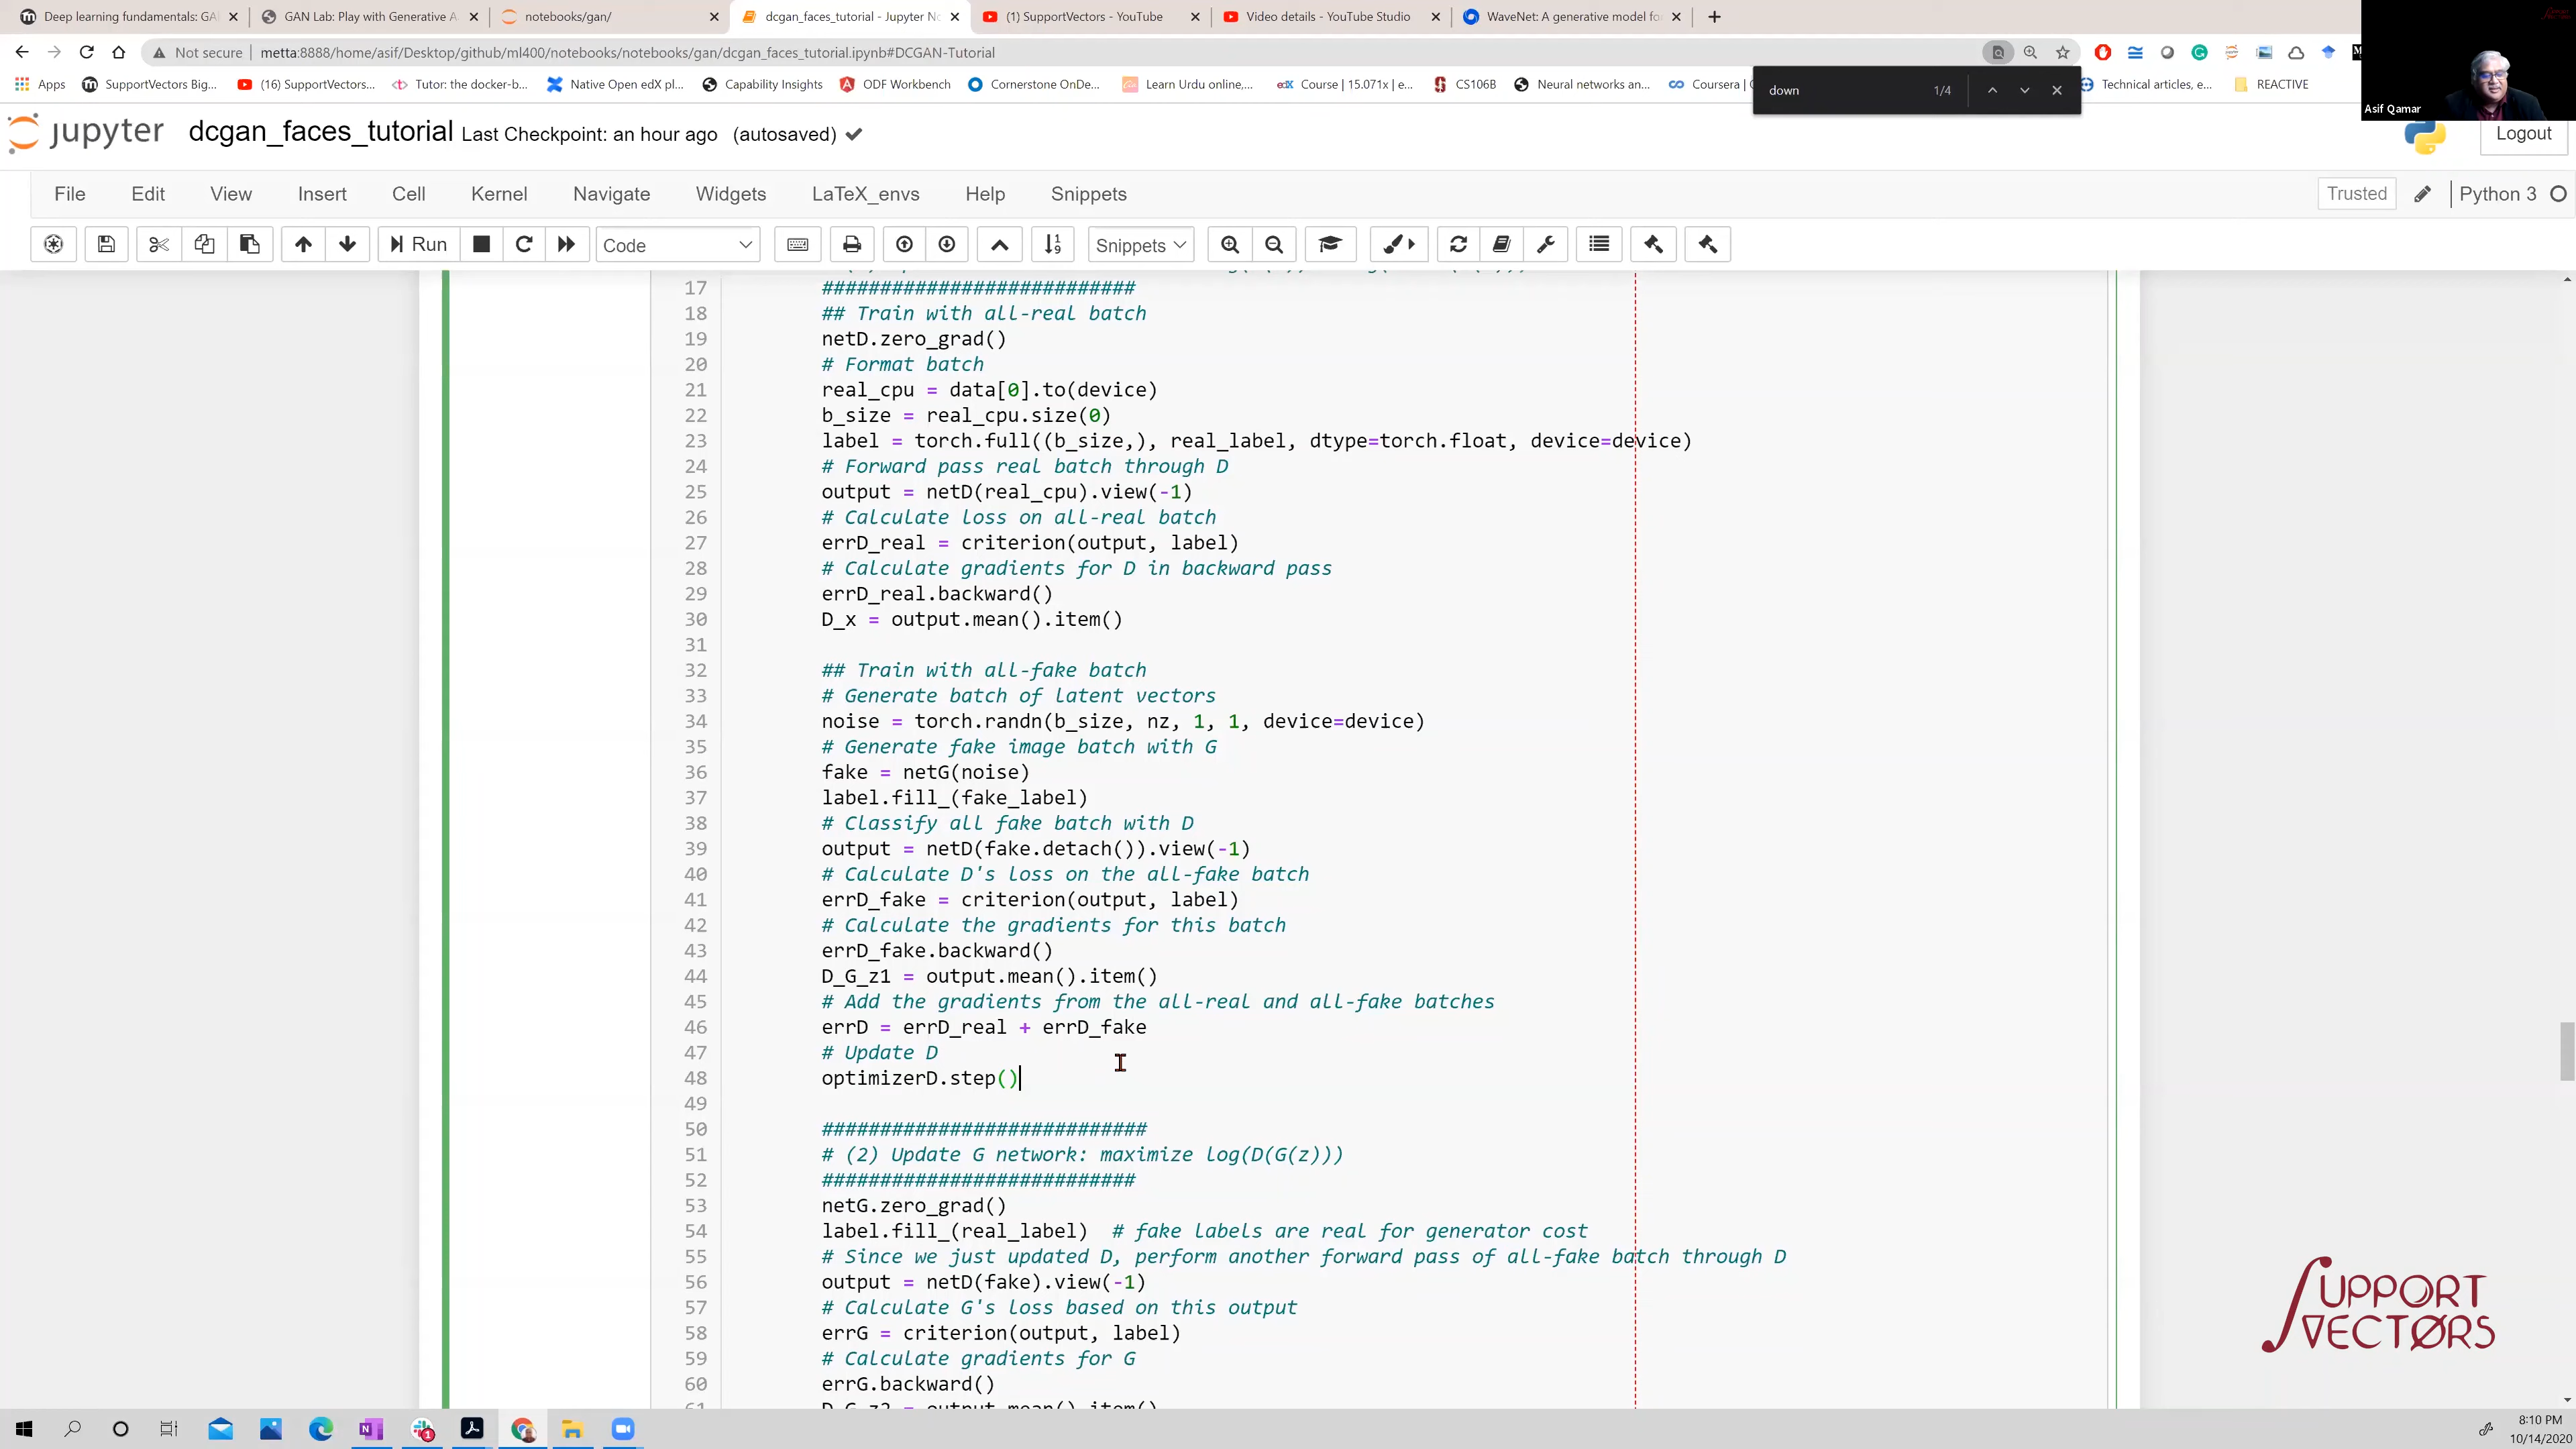 Deep learning fundamentals: GA
GAN Lab: Play with Generative A
notebooks/gan/
dcgan_faces_tutorial - Jupyter No
(1) SupportVectors - YouTube
Video details - YouTube Studio
WaveNet: A generative model fo
Not secure | metta:8888/home/asif/Desktop/github/ml400/notebooks/notebooks/gan/dcgan_faces_tutorial.ipynb#DCGAN-Tutorial
Apps
SupportVectors Big...
(16) SupportVectors...
Tutor: the docker-b...
Native Open edX pl...
Capability Insights
ODF Workbench
Cornerstone OnDe...
Learn Urdu online,...
Course | 15.071x | e...
CS106B
Neural networks an...
Coursera |
Technical articles, e...
REACTIVE
down 1/4
Asif Qamar
jupyter dcgan_faces_tutorial Last Checkpoint: an hour ago (autosaved)
Logout
File Edit View Insert Cell Kernel Navigate Widgets LaTeX_envs Help Snippets
Trusted Python 3
Run Code Snippets
17 ###########################
18 ## Train with all-real batch
19 netD.zero_grad()
20 # Format batch
21 real_cpu = data[0].to(device)
22 b_size = real_cpu.size(0)
23 label = torch.full((b_size,), real_label, dtype=torch.float, device=device)
24 # Forward pass real batch through D
25 output = netD(real_cpu).view(-1)
26 # Calculate loss on all-real batch
27 errD_real = criterion(output, label)
28 # Calculate gradients for D in backward pass
29 errD_real.backward()
30 D_x = output.mean().item()
31
32 ## Train with all-fake batch
33 # Generate batch of latent vectors
34 noise = torch.randn(b_size, nz, 1, 1, device=device)
35 # Generate fake image batch with G
36 fake = netG(noise)
37 label.fill_(fake_label)
38 # Classify all fake batch with D
39 output = netD(fake.detach()).view(-1)
40 # Calculate D's loss on the all-fake batch
41 errD_fake = criterion(output, label)
42 # Calculate the gradients for this batch
43 errD_fake.backward()
44 D_G_z1 = output.mean().item()
45 # Add the gradients from the all-real and all-fake batches
46 errD = errD_real + errD_fake
47 # Update D
48 optimizerD.step()
49
50 ############################
51 # (2) Update G network: maximize log(D(G(z)))
52 ###########################
53 netG.zero_grad()
54 label.fill_(real_label)  # fake labels are real for generator cost
55 # Since we just updated D, perform another forward pass of all-fake batch through D
56 output = netD(fake).view(-1)
57 # Calculate G's loss based on this output
58 errG = criterion(output, label)
59 # Calculate gradients for G
60 errG.backward()
61 D_G_z2 = output.mean().item()
SUPPORT
VECTORS
8:10 PM
10/14/2020